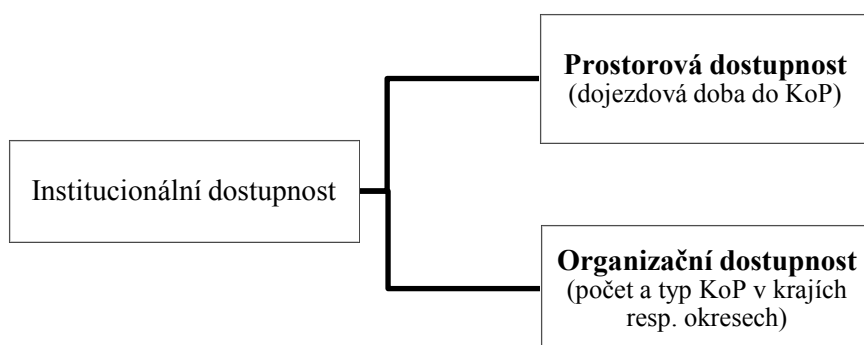 Prostorová dostupnost
(dojezdová doba do KoP)
Institucionální dostupnost
Organizační dostupnost
(počet a typ KoP v krajích
resp. okresech)